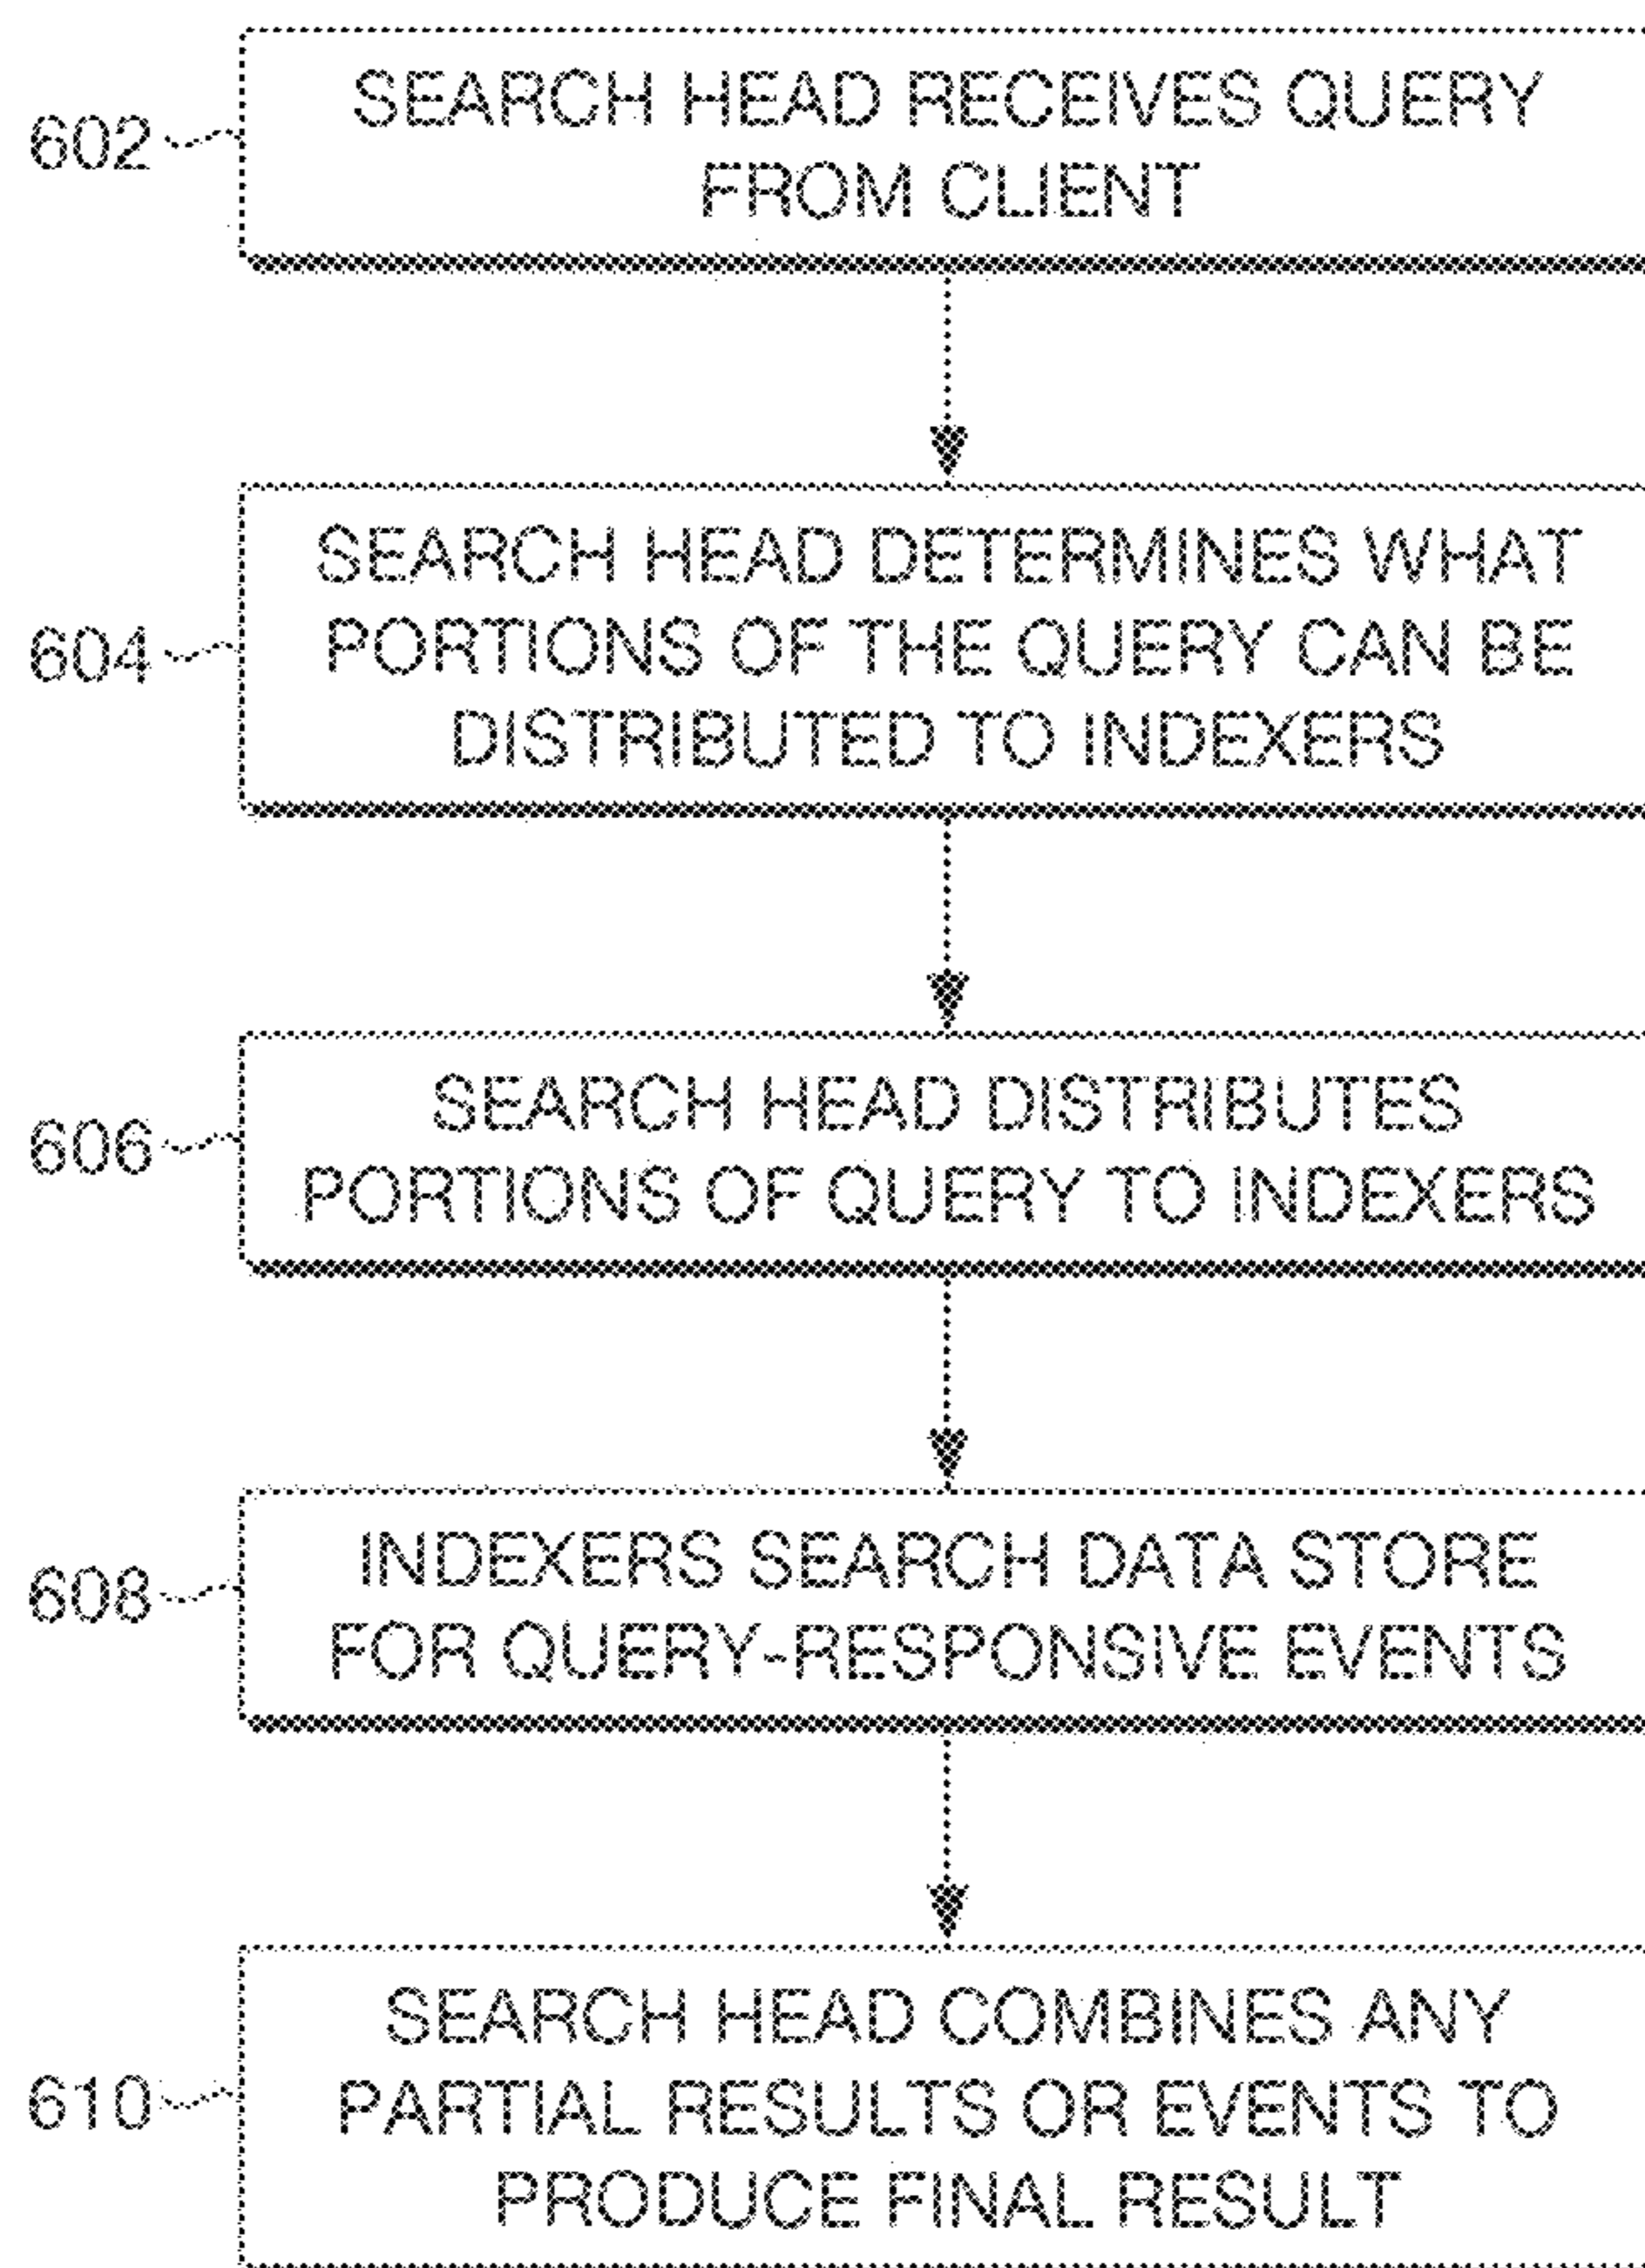 602
SEARCH HEAD RECEIVES QUERY
FROM CLIENT
604
SEARCH HEAD DETERMINES WHAT
PORTIONS OF THE QUERY CAN BE
DISTRIBUTED TO INDEXERS
606
SEARCH HEAD DISTRIBUTES
PORTIONS OF QUERY TO INDEXERS
608
INDEXERS SEARCH DATA STORE
FOR QUERY-RESPONSIVE EVENTS
610
SEARCH HEAD COMBINES ANY
PARTIAL RESULTS OR EVENTS TO
PRODUCE FINAL RESULT